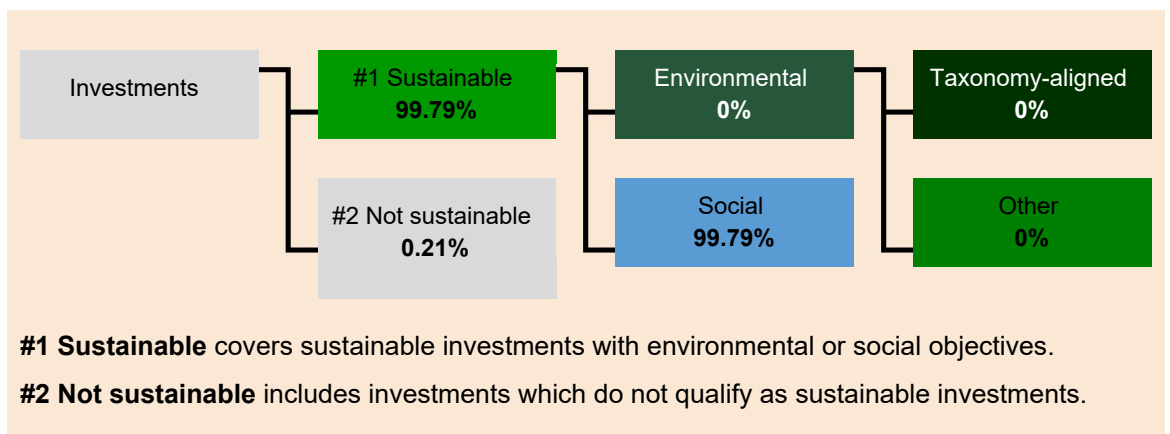 Investments
#1 Sustainable
99.79%
Environmental
0%
Taxonomy-aligned
0%
#2 Not sustainable
0.21%
Social
99.79%
Other
0%
#1 Sustainable covers sustainable investments with environmental or social objectives.
#2 Not sustainable includes investments which do not qualify as sustainable investments.